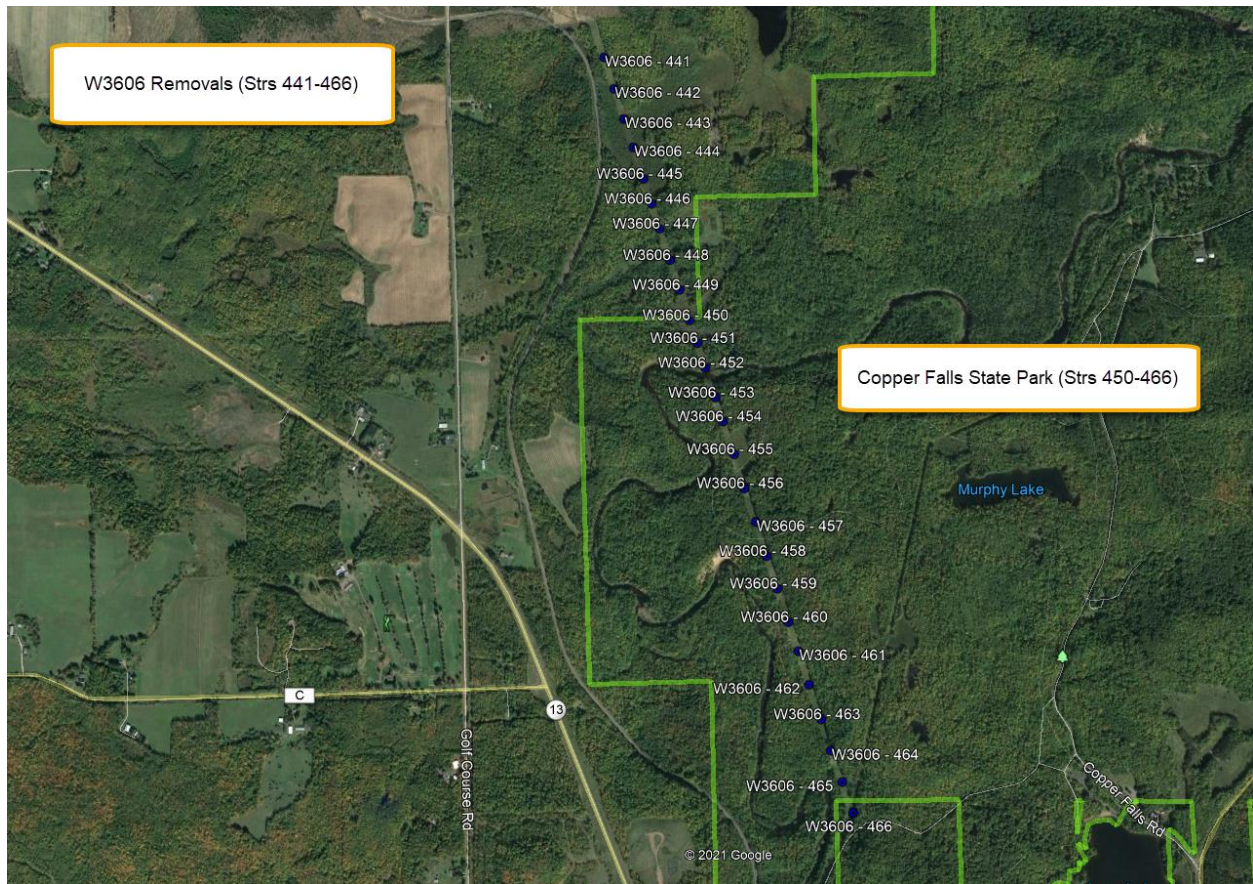 W3606 Removals (Strs 441-466)
W3606 - 441
W3606 - 442
W3606 - 443
W3606 - 444
W3606 - 445
W3606 - 446
W3606 - 447
W3606 - 448
W3606 - 449
W3606 - 450
W3606 - 451
W3606 - 452
Copper Falls State Park (Strs 450-466)
W3606 - 453
W3606 - 454
W3606 - 455
W3606 - 456
Murphy Lake
W3606 - 457
W3606 - 458
W3606 - 459
W3606 - 460
W3606 - 461
W3606 - 462
C
13
W3606 - 463
Golf Course Rd
W3606 - 464
W3606 - 465
Copper Falls Rd
W3606 - 466
© 2021 Google